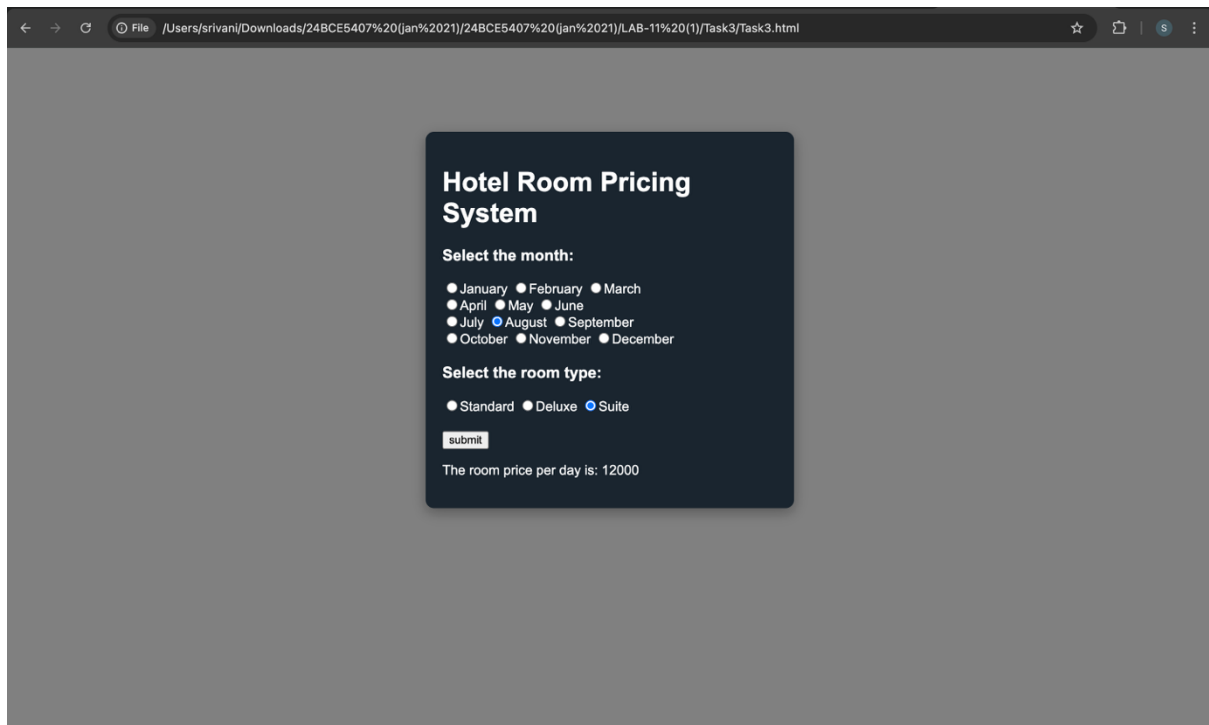 File /Users/srivani/Downloads/24BCE5407%20(jan%2021)/24BCE5407%20(jan%2021)/LAB-11%20(1)/Task3/Task3.html
S
Hotel Room Pricing
System
Select the month:
January February March
April May June
July August September
October November December
Select the room type:
Standard Deluxe Suite
submit
The room price per day is: 12000